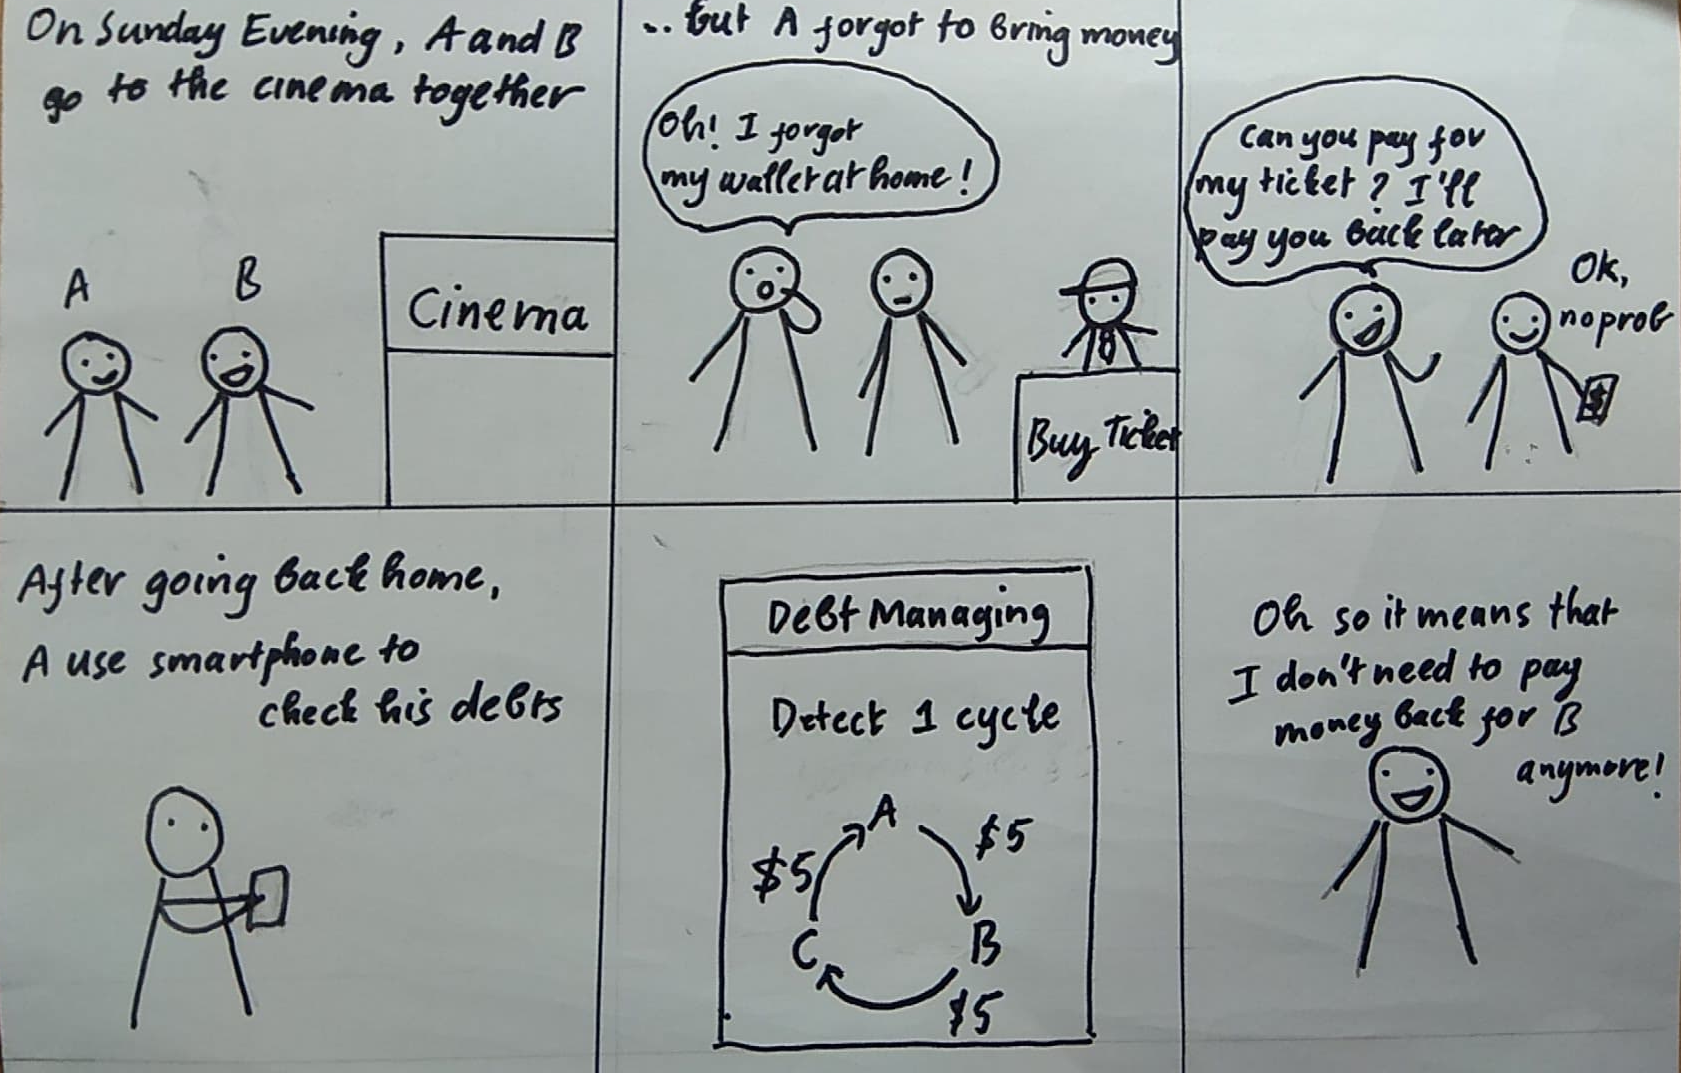 On Sunday Evening, A and B
go to the cinema together
A
B
Cinema
... but A forgot to bring money
Oh! I forgot
my wallet at home!
Buy Ticket
Can you pay for
my ticket? I'll
pay you back later
Ok,
no prob
$
After going back home,
A use smartphone to
check his debts
Debt Managing
Detect 1 cycle
A
$5
$5
C
B
$5
Oh so it means that
I don't need to pay
money back for B
anymore!